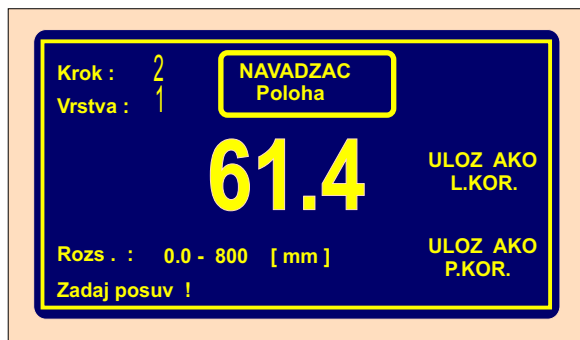 Krok : 2
Vrstva : 1
NAVADZAC
Poloha
61.4
ULOZ AKO
L.KOR.
Rozs . : 0.0 - 800 [ mm ]
ULOZ AKO
P.KOR.
Zadaj posuv !